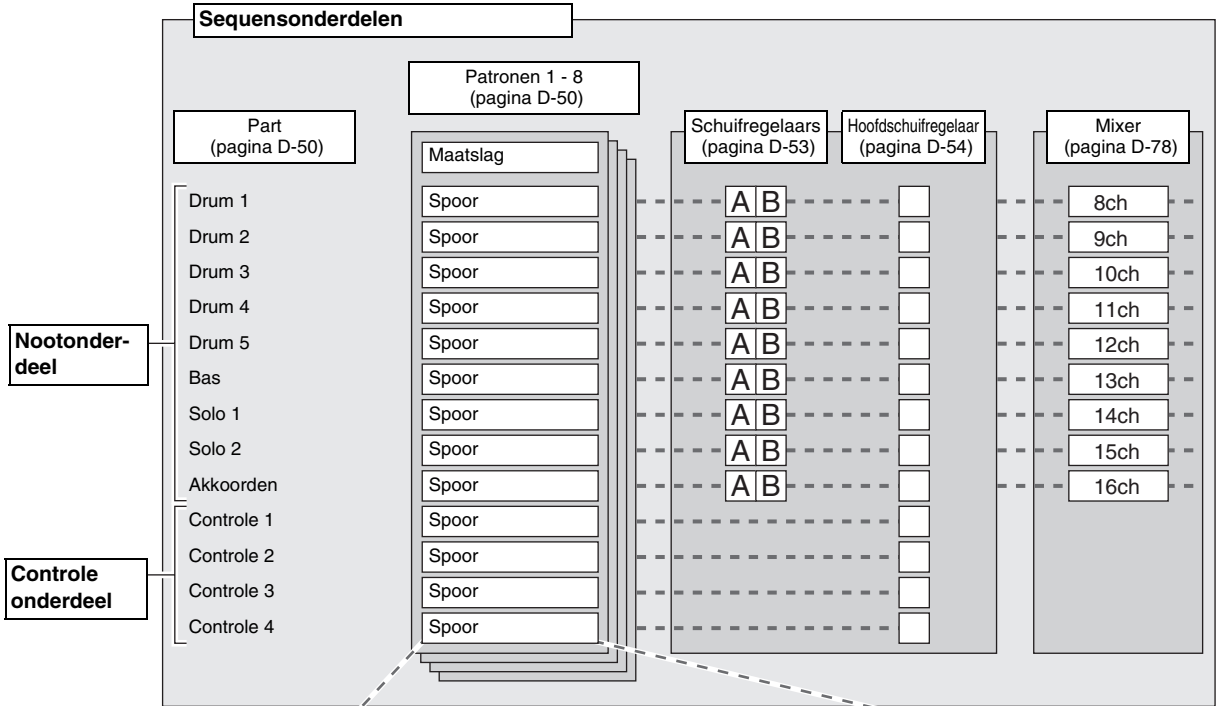 Sequensonderdelen
Patronen 1 - 8
(pagina D-50)
Part
(pagina D-50)
Schuifregelaars
(pagina D-53)
Hoofdschuifregelaar
(pagina D-54)
Mixer
(pagina D-78)
Maatslag
Drum 1 Spoor A B 8ch
Drum 2 Spoor A B 9ch
Drum 3 Spoor A B 10ch
Drum 4 Spoor A B 11ch
Nootonder-
deel
Drum 5 Spoor A B 12ch
Bas Spoor A B 13ch
Solo 1 Spoor A B 14ch
Solo 2 Spoor A B 15ch
Akkoorden Spoor A B 16ch
Controle 1 Spoor
Controle 2 Spoor
Controle
onderdeel
Controle 3 Spoor
Controle 4 Spoor